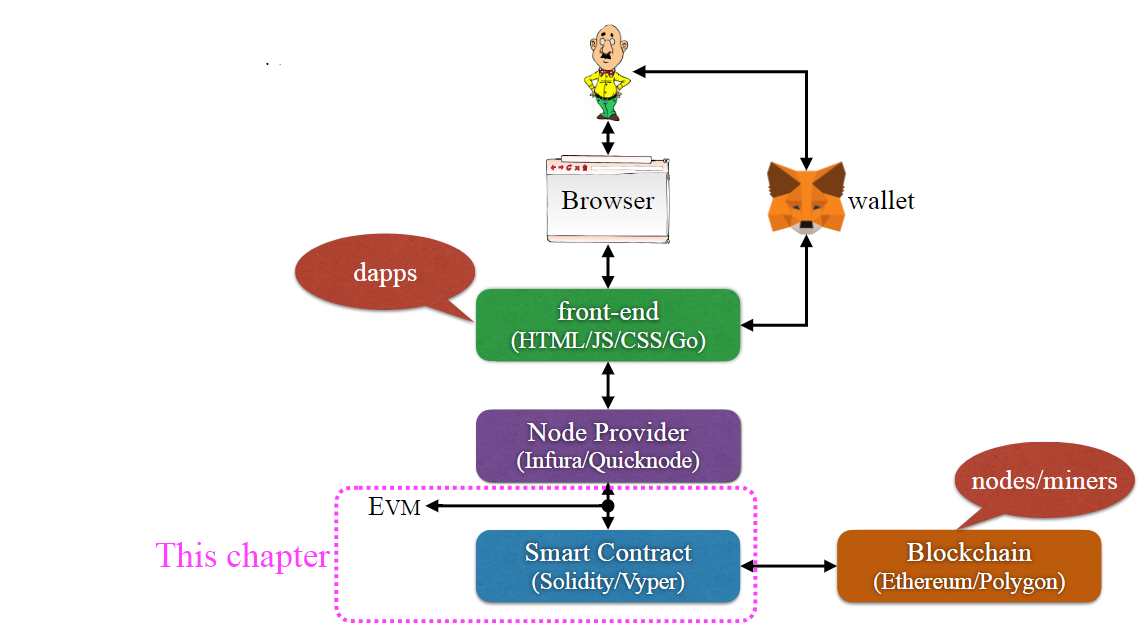 Browser
wallet
dapps
front-end
(HTML/JS/CSS/Go)
Node Provider
(Infura/Quicknode)
nodes/miners
EVM
This chapter
Smart Contract
(Solidity/Vyper)
Blockchain
(Ethereum/Polygon)